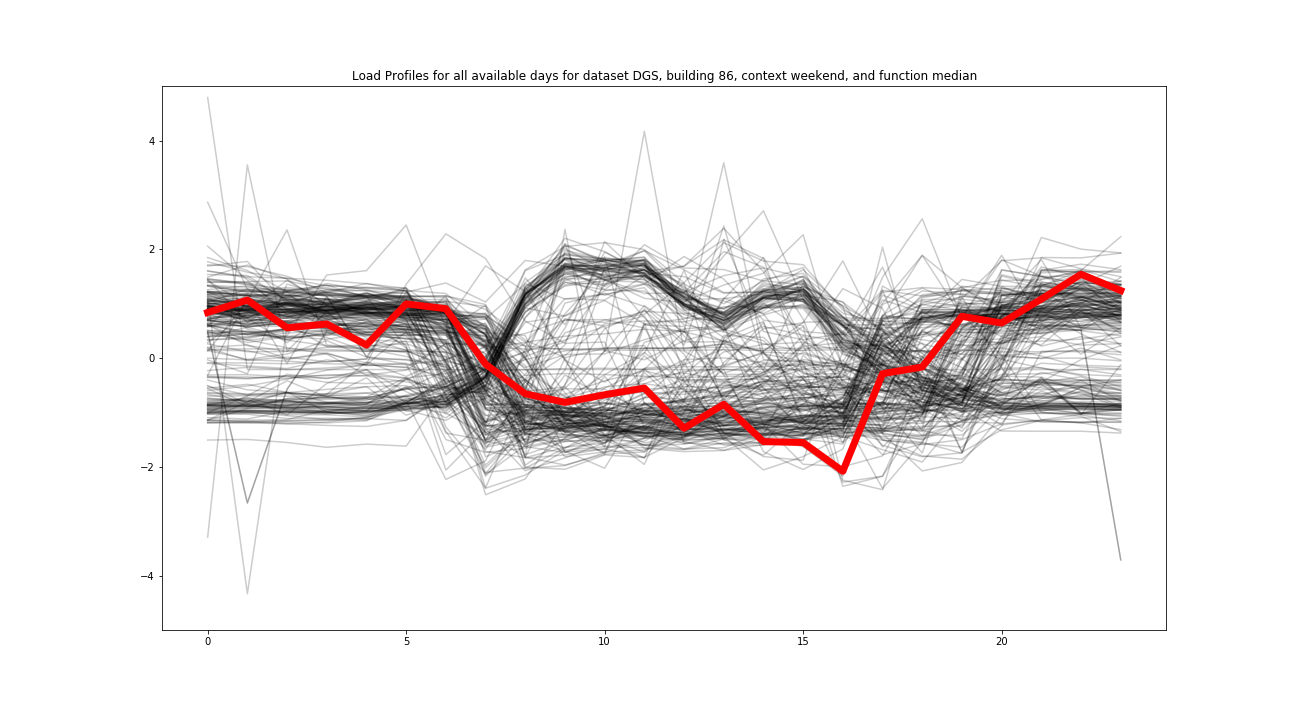 Load Profiles for all available days for dataset DGS, building 86, context weekend, and function median
4
2
0
−2
−4
0 5 10 15 20